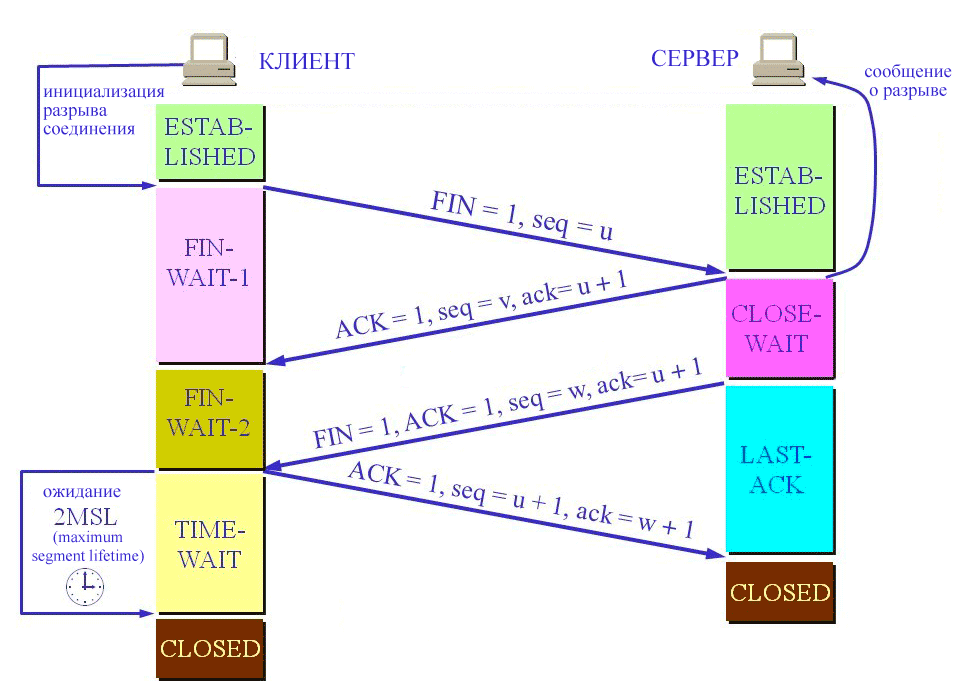 КЛИЕНТ
СЕРВЕР
сообщение
о разрыве
инициализация
разрыва
соединения
ESTAB-
LISHED
ESTAB-
LISHED
FIN = 1, seq = u
FIN-
WAIT-1
ACK = 1, seq = v, ack= u + 1
CLOSE-
WAIT
FIN = 1, ACK = 1, seq = w, ack= u + 1
FIN-
WAIT-2
ACK = 1, seq = u + 1, ack = w + 1
LAST-
ACK
ожидание
2MSL
(maximum
segment lifetime)
TIME-
WAIT
CLOSED
CLOSED